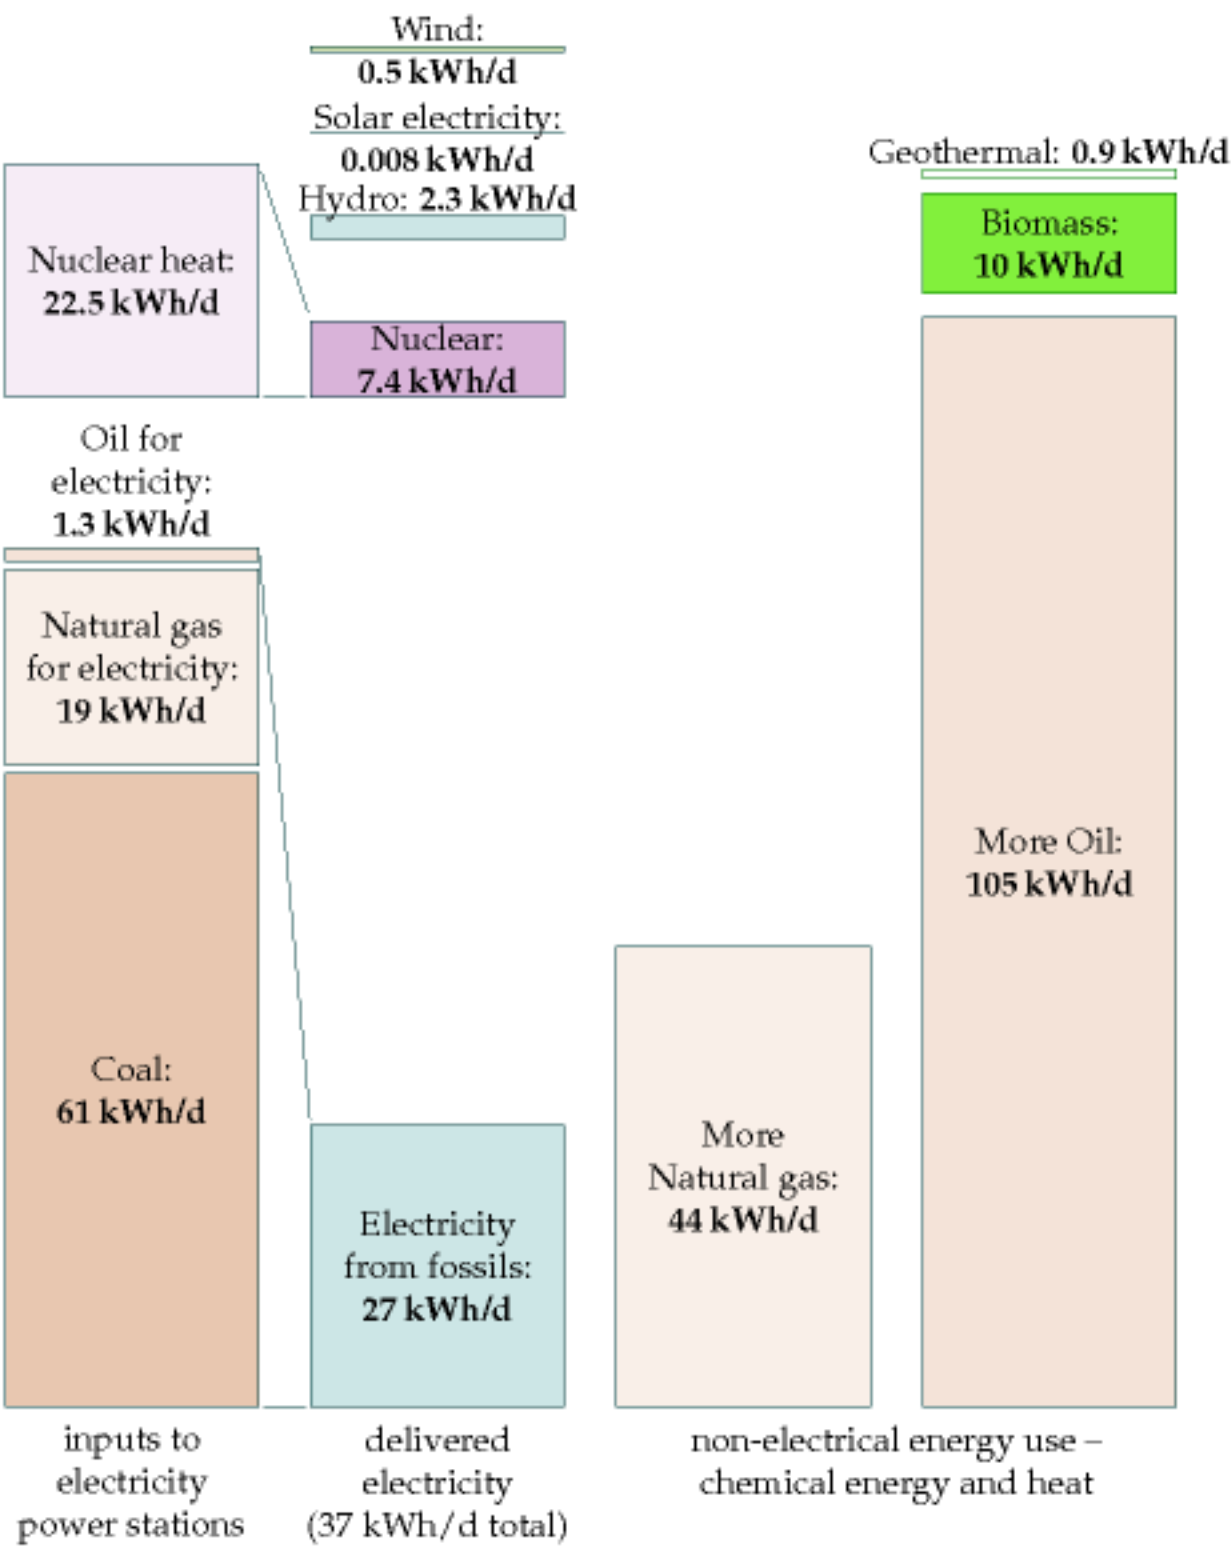 Wind:
0.5 kWh/d
Solar electricity:
0.008 kWh/d
Hydro: 2.3 kWh/d
Geothermal: 0.9 kWh/d
Biomass:
10 kWh/d
Nuclear heat:
22.5 kWh/d
Nuclear:
7.4 kWh/d
Oil for
electricity:
1.3 kWh/d
Natural gas
for electricity:
19 kWh/d
More Oil:
105 kWh/d
Coal:
61 kWh/d
More
Natural gas:
44 kWh/d
Electricity
from fossils:
27 kWh/d
inputs to
electricity
power stations
delivered
electricity
(37 kWh/d total)
non-electrical energy use –
chemical energy and heat